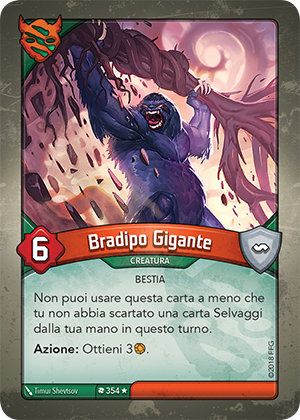 6
Bradipo Gigante
CREATURA
BESTIA
Non puoi usare questa carta a meno che
tu non abbia scartato una carta Selvaggi
dalla tua mano in questo turno.
Azione: Ottieni 3.
Timur Shevtsov
354
©2018 FFG